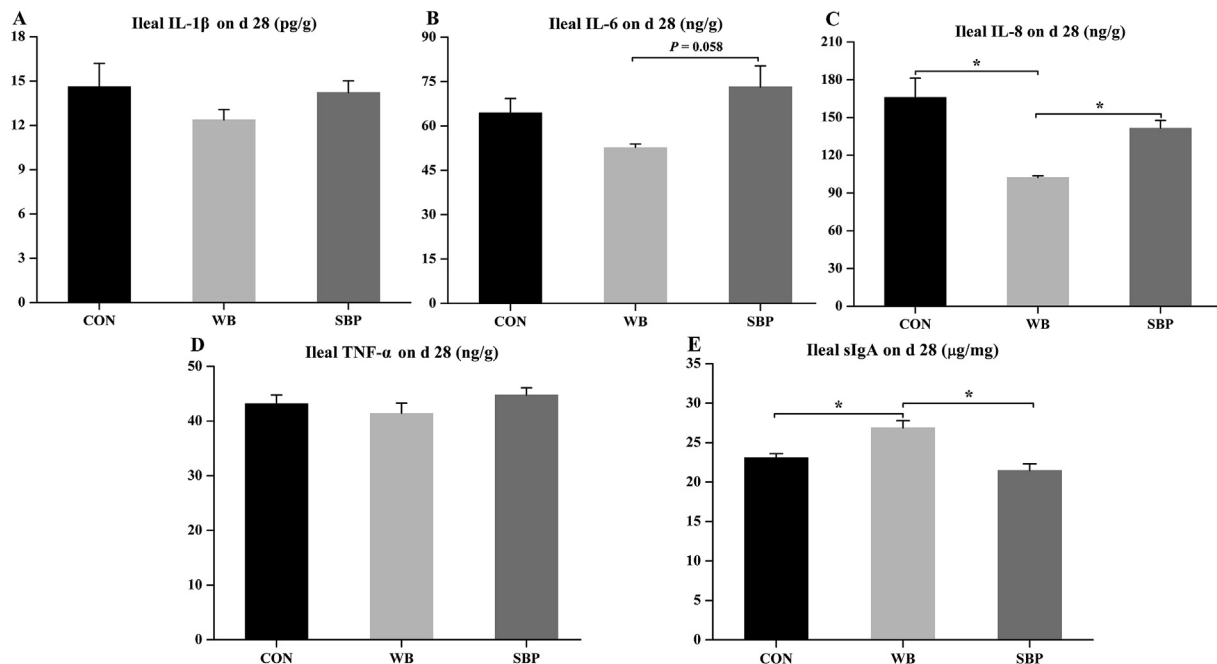 A
Ileal IL-1β on d 28 (pg/g)
18
15
12
9
6
3
0
CON WB SBP
B
Ileal IL-6 on d 28 (ng/g)
P = 0.058
90
75
60
45
30
15
0
CON WB SBP
C
Ileal IL-8 on d 28 (ng/g)
210
180
150
120
90
60
30
0
*
*
CON WB SBP
D
Ileal TNF-α on d 28 (ng/g)
50
40
30
20
10
0
CON WB SBP
E
Ileal sIgA on d 28 (μg/mg)
35
30
25
20
15
10
5
0
*
*
CON WB SBP